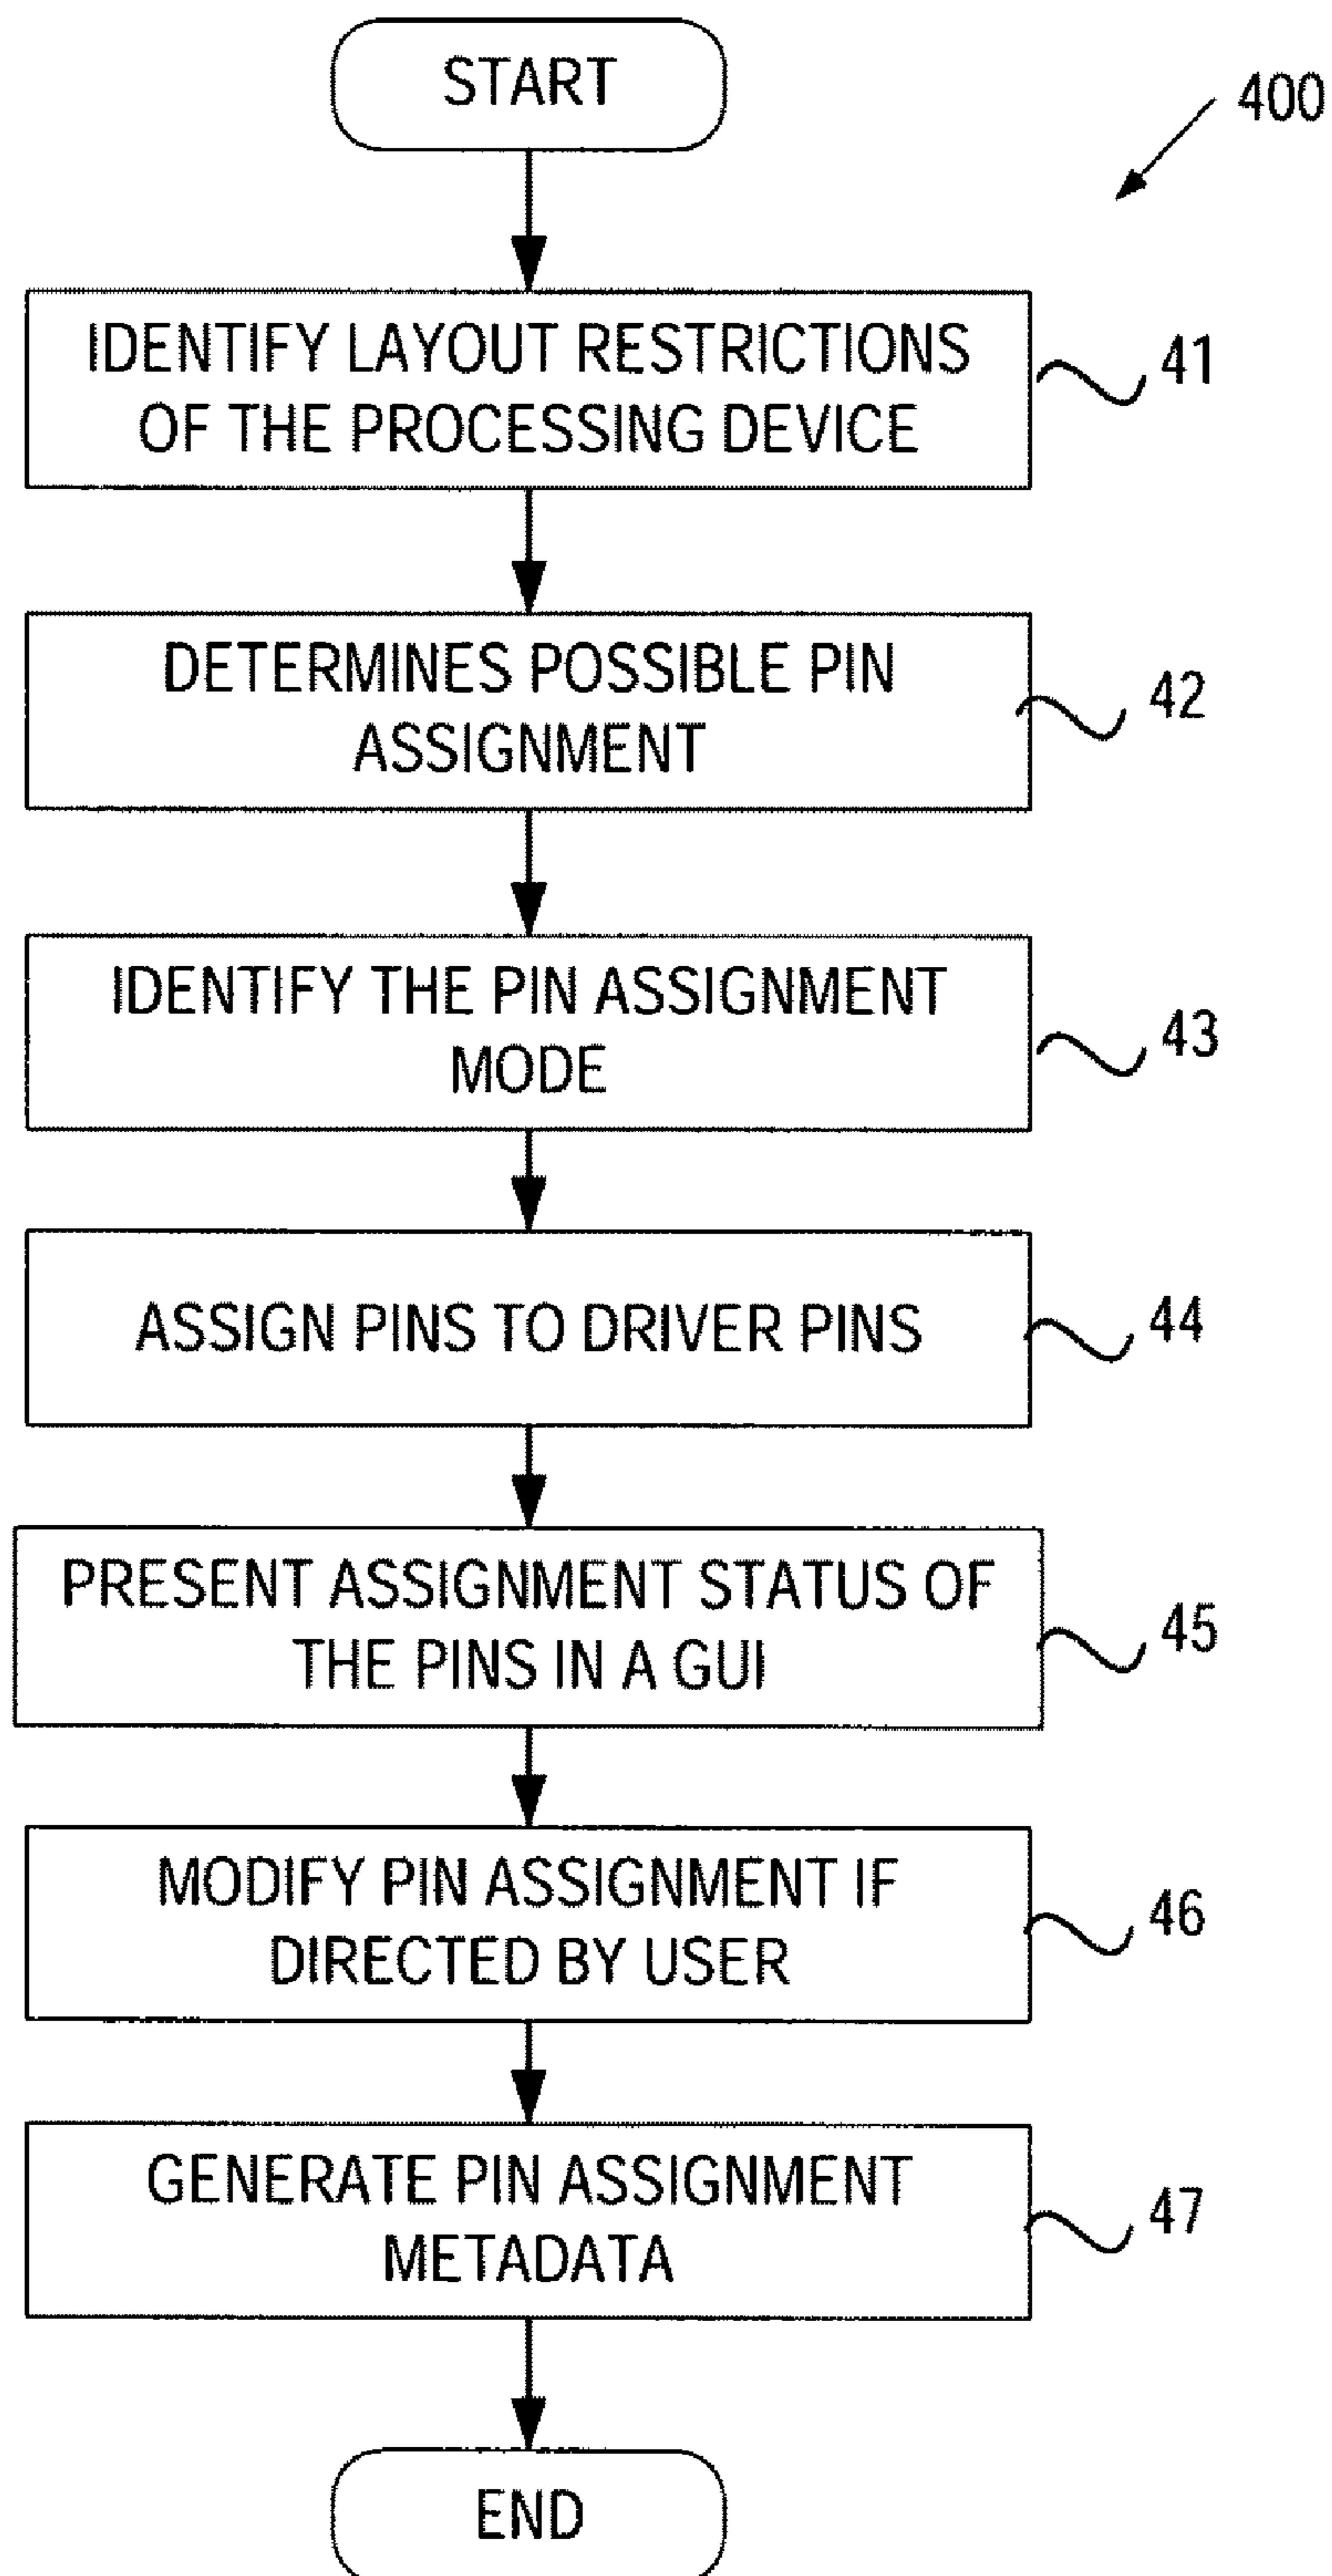 START
400
IDENTIFY LAYOUT RESTRICTIONS
OF THE PROCESSING DEVICE
41
DETERMINES POSSIBLE PIN
ASSIGNMENT
42
IDENTIFY THE PIN ASSIGNMENT
MODE
43
ASSIGN PINS TO DRIVER PINS
44
PRESENT ASSIGNMENT STATUS OF
THE PINS IN A GUI
45
MODIFY PIN ASSIGNMENT IF
DIRECTED BY USER
46
GENERATE PIN ASSIGNMENT
METADATA
47
END